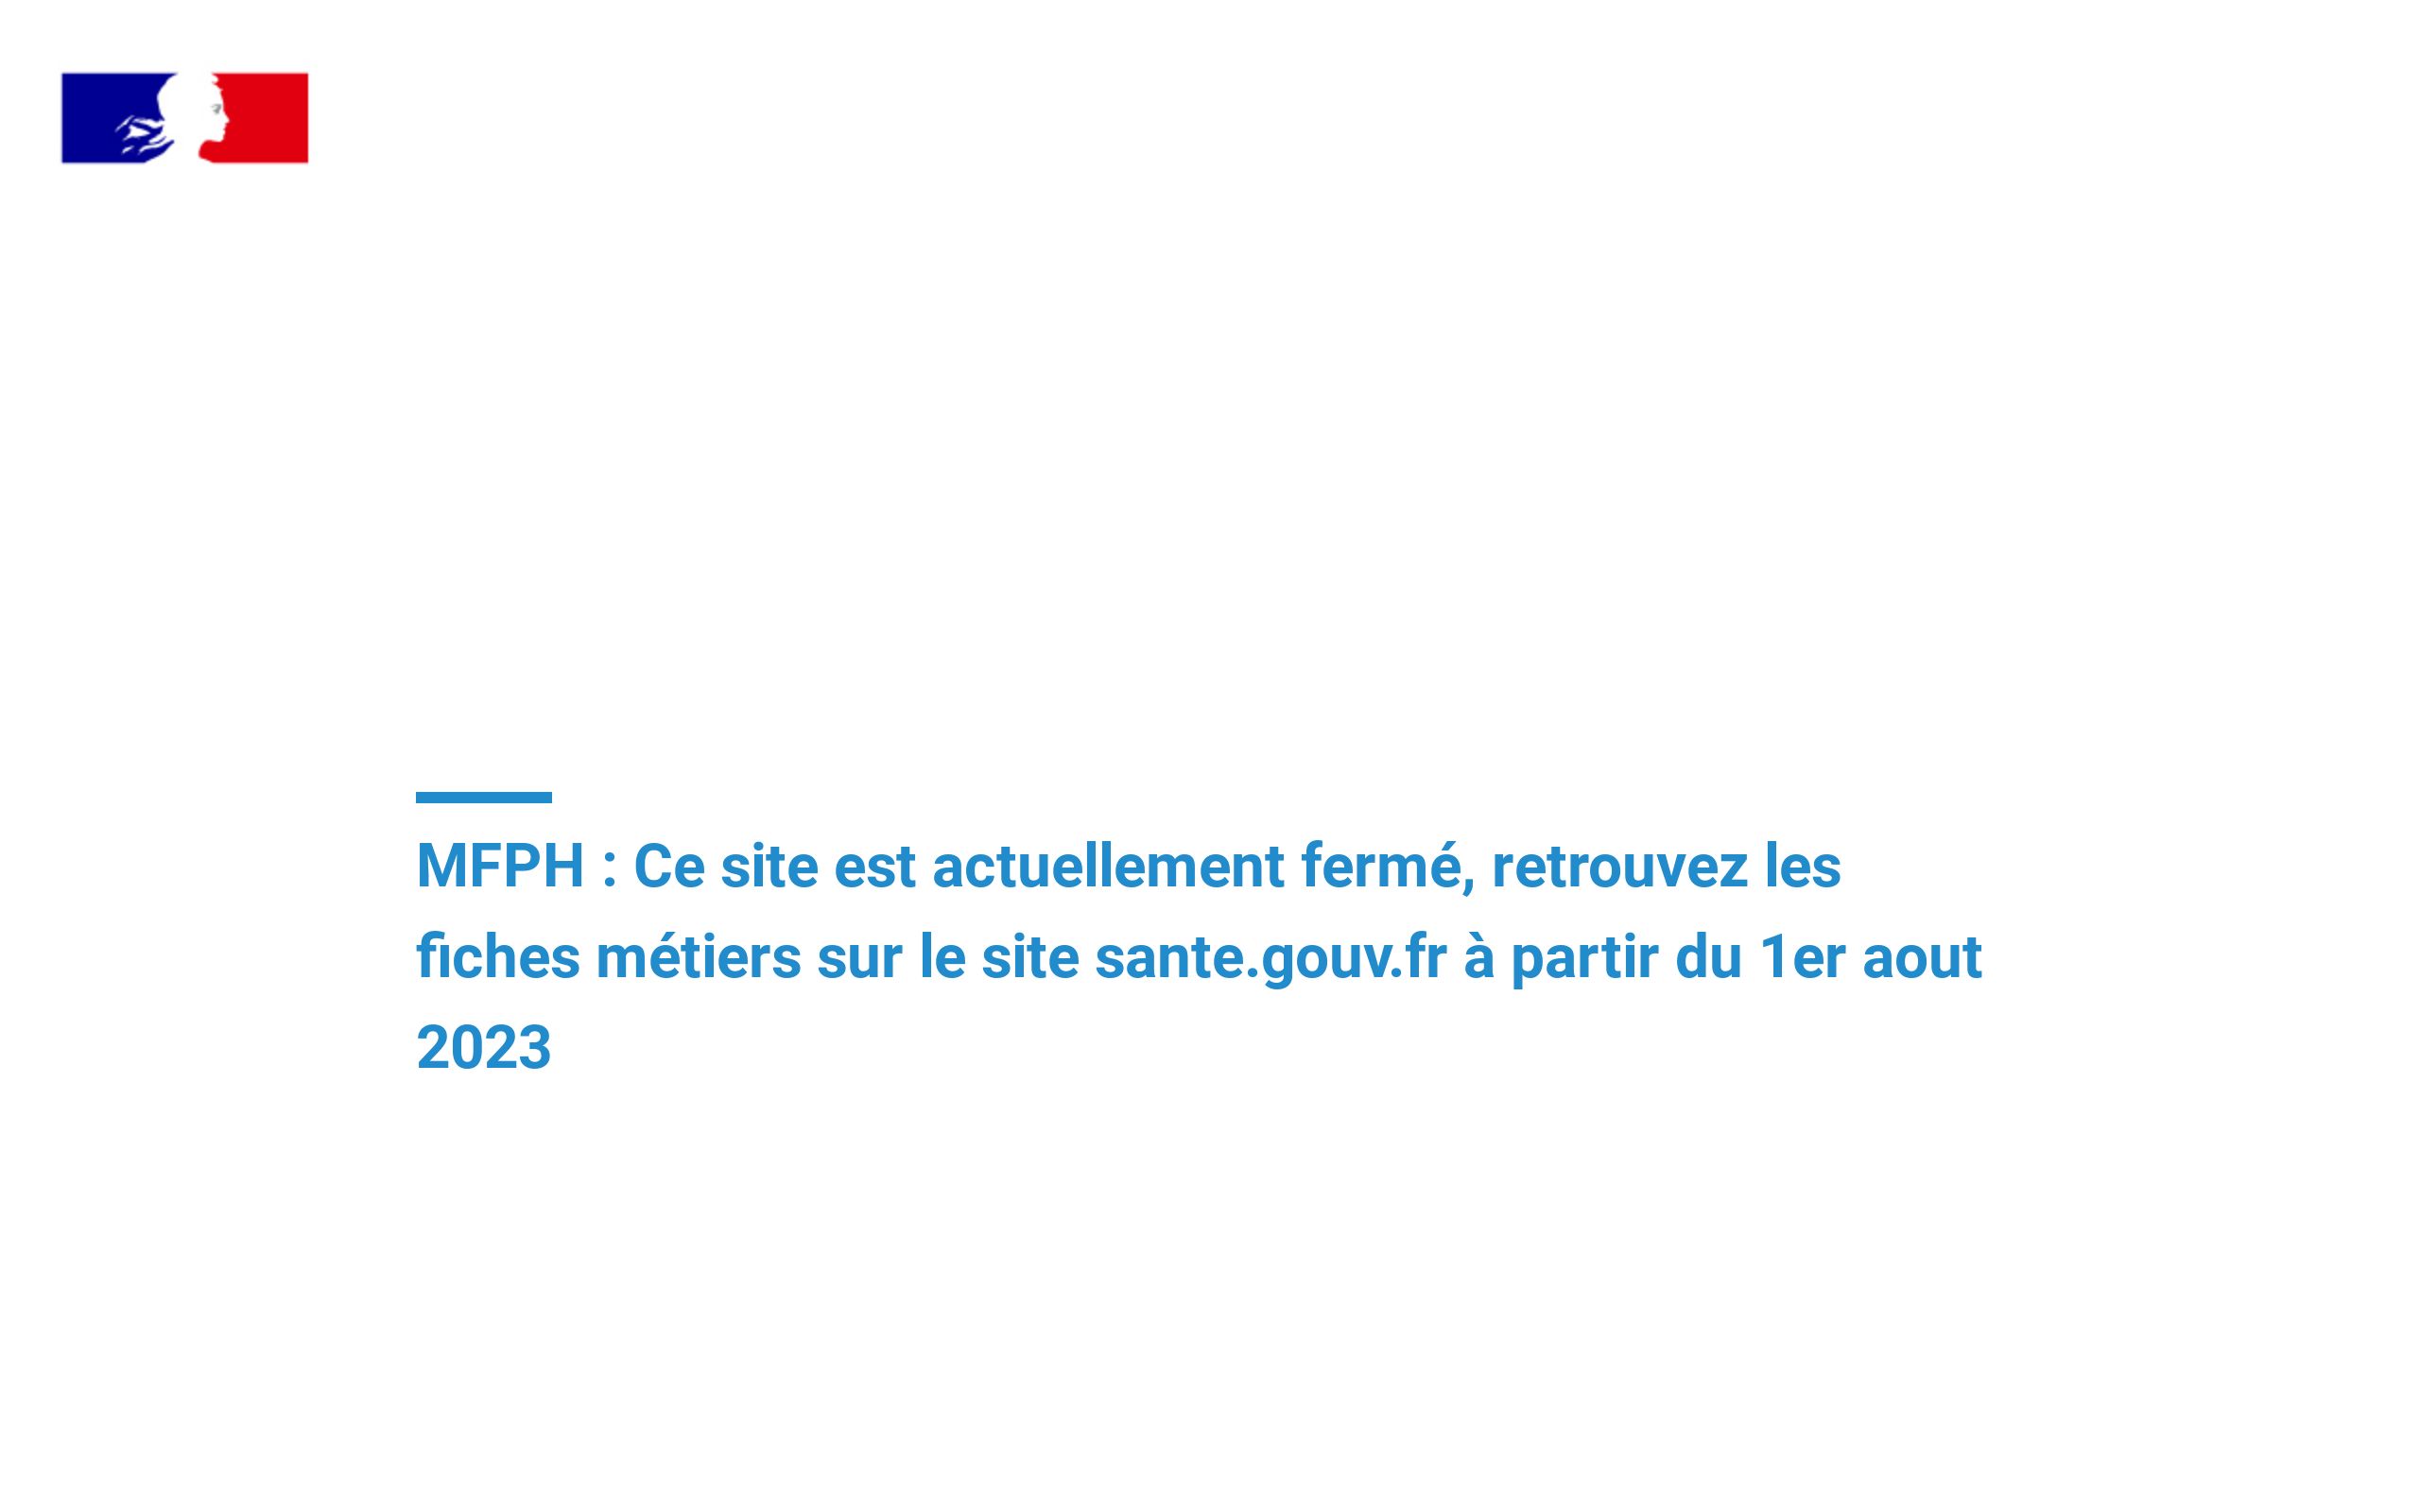 MFPH : Ce site est actuellement fermé, retrouvez les
fiches métiers sur le site sante.gouv.fr à partir du 1er aout
2023